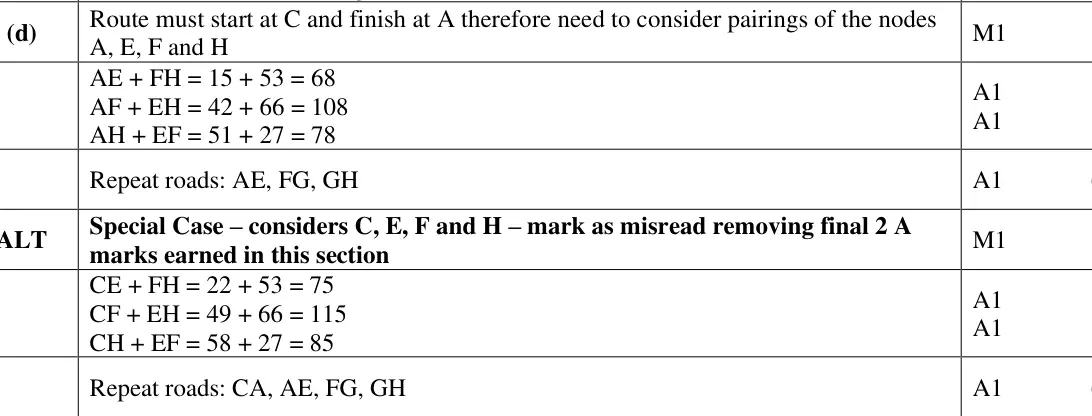 (d)
Route must start at C and finish at A therefore need to consider pairings of the nodes
A, E, F and H
M1
AE + FH = 15 + 53 = 68
AF + EH = 42 + 66 = 108
AH + EF = 51 + 27 = 78
A1
A1
Repeat roads: AE, FG, GH
A1
ALT
Special Case – considers C, E, F and H – mark as misread removing final 2 A
marks earned in this section
M1
CE + FH = 22 + 53 = 75
CF + EH = 49 + 66 = 115
CH + EF = 58 + 27 = 85
A1
A1
Repeat roads: CA, AE, FG, GH
A1